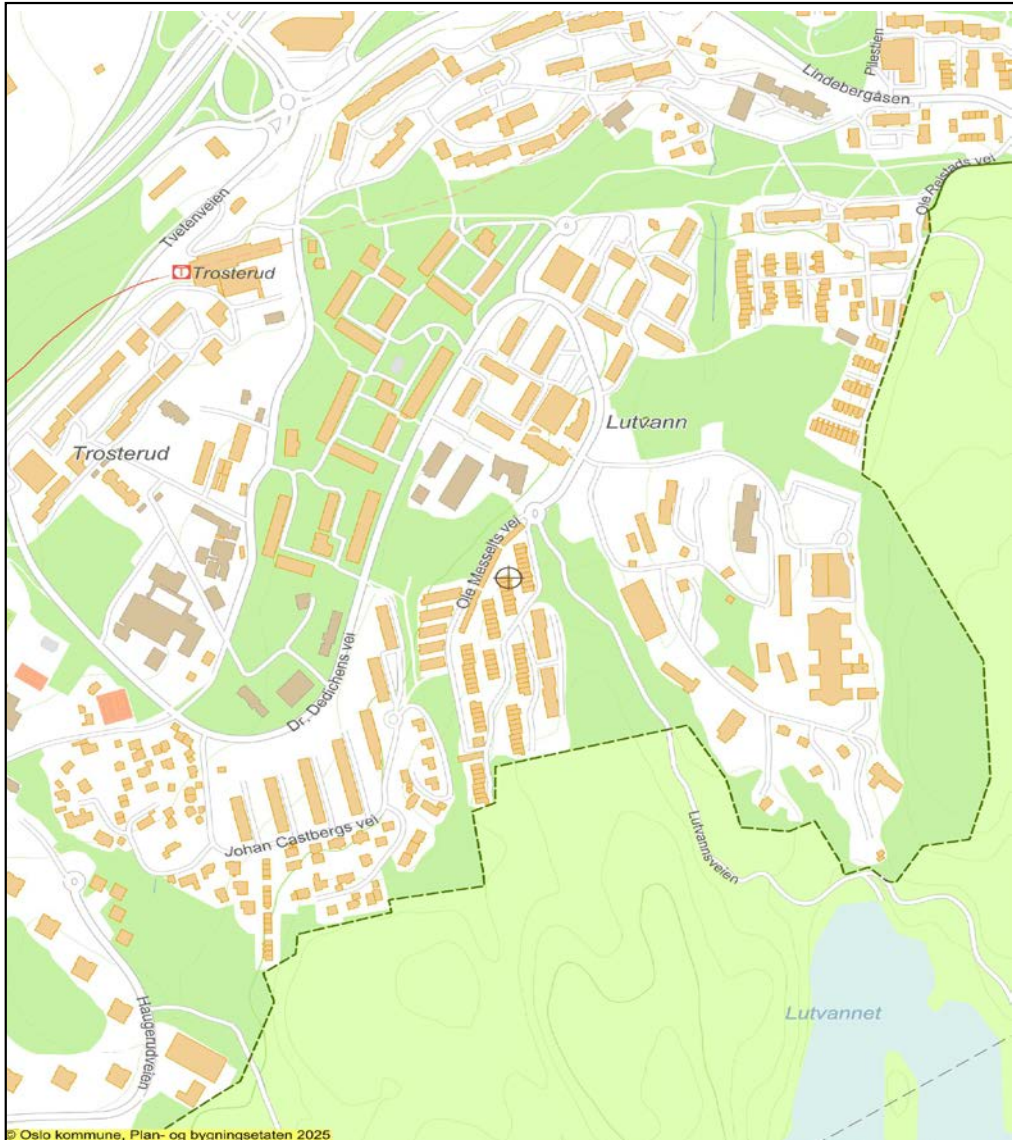 Pilestien
Lindebergåsen
Ole Reistads vei
Tvetenveien
T
Trosterud
Lutvann
Trosterud
Ole Messelts vei
Dr. Dedichens vei
Johan Castbergs vei
Lutvannsveien
Haugerudveien
Lutvannet
© Oslo kommune, Plan- og bygningsetaten 2025